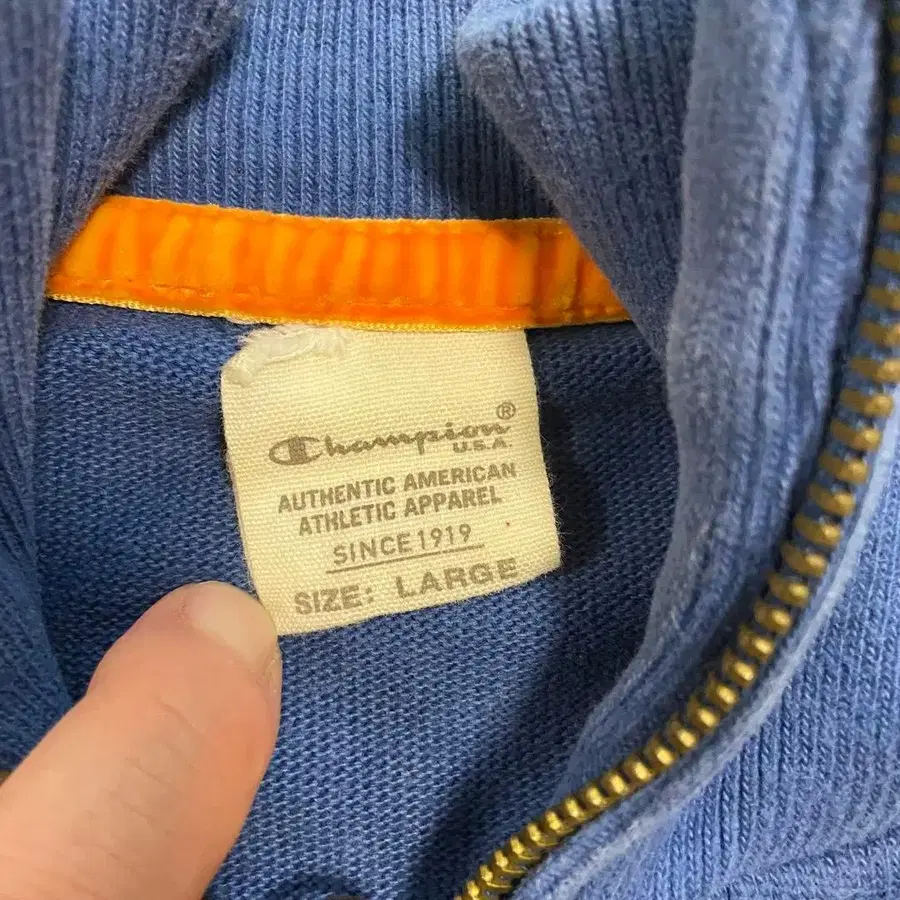 Champion®
U.S.A.
AUTHENTIC AMERICAN
ATHLETIC APPAREL
SINCE 1919
SIZE: LARGE